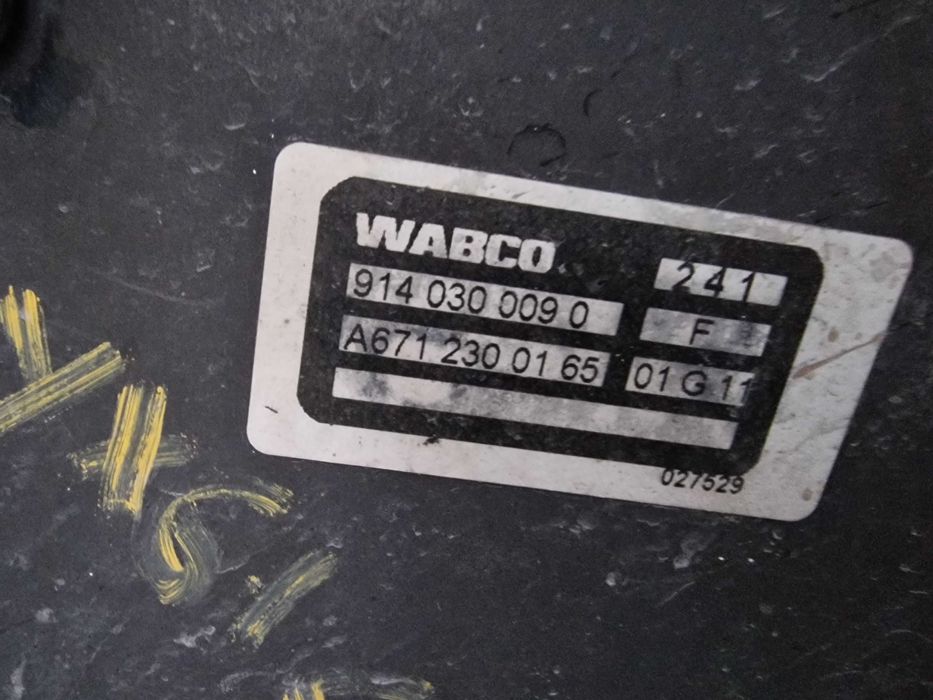 WABCO
241
914 030 009 0
F
A671 230 01 65
01 G 11
027529